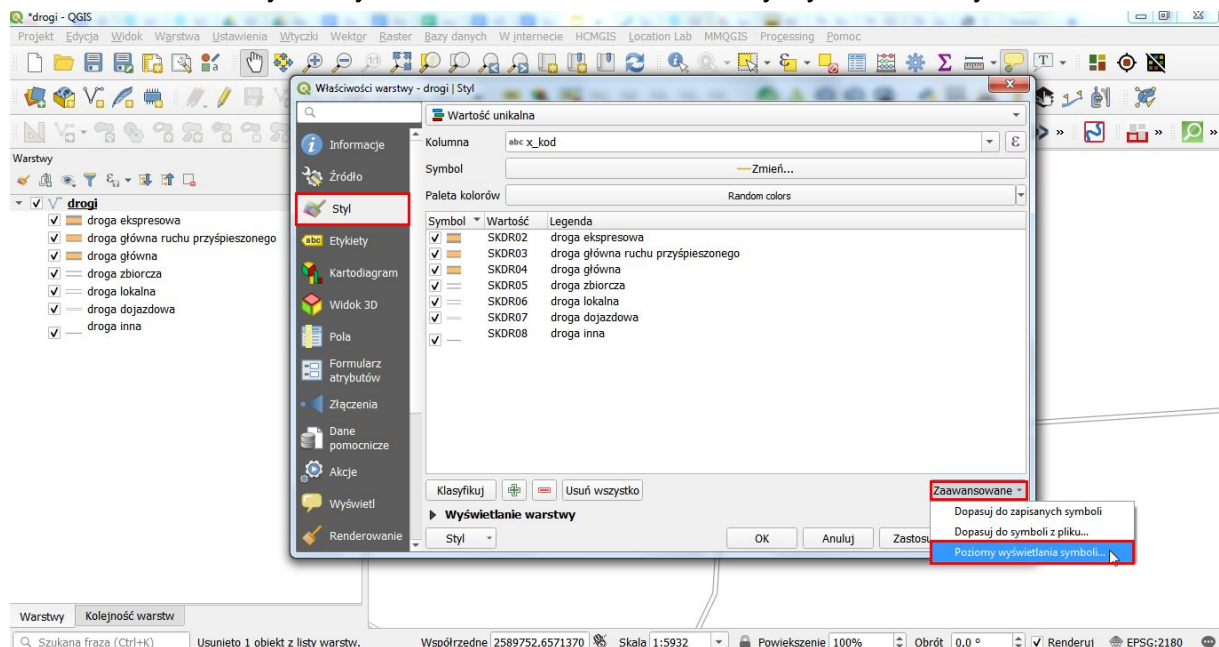 *drogi - QGIS
Projekt Edycja Widok Warstwa Ustawienia Wtyczki Wektor Raster Bazy danych W internecie HCMGIS Location Lab MMQGIS Processing Pomoc
Właściwości warstwy - drogi | Styl
Wartość unikalna
Informacje
Kolumna abc x_kod ε
Warstwy
Źródło
Symbol Zmień...
Paleta kolorów Random colors
drogi
droga ekspresowa
droga główna ruchu przyśpieszonego
droga główna
droga zbiorcza
droga lokalna
droga dojazdowa
droga inna
Styl
abc Etykiety
Kartodiagram
Widok 3D
Pola
Formularz atrybutów
Złączenia
Dane pomocnicze
Akcje
Wyświetl
Renderowanie
Symbol Wartość Legenda
SKDR02 droga ekspresowa
SKDR03 droga główna ruchu przyśpieszonego
SKDR04 droga główna
SKDR05 droga zbiorcza
SKDR06 droga lokalna
SKDR07 droga dojazdowa
SKDR08 droga inna
Klasyfikuj Usuń wszystko Zaawansowane
Wyświetlanie warstwy
Styl OK Anuluj
Dopasuj do zapisanych symboli
Dopasuj do symboli z pliku...
Poziomy wyświetlania symboli...
Warstwy Kolejność warstw
Szukana fraza (Ctrl+K) Usunięto 1 obiekt z listy warstw. Współrzędne 2589752,6571370 Skala 1:5932 Powiększenie 100% Obrót 0,0 ° Renderuj EPSG:2180